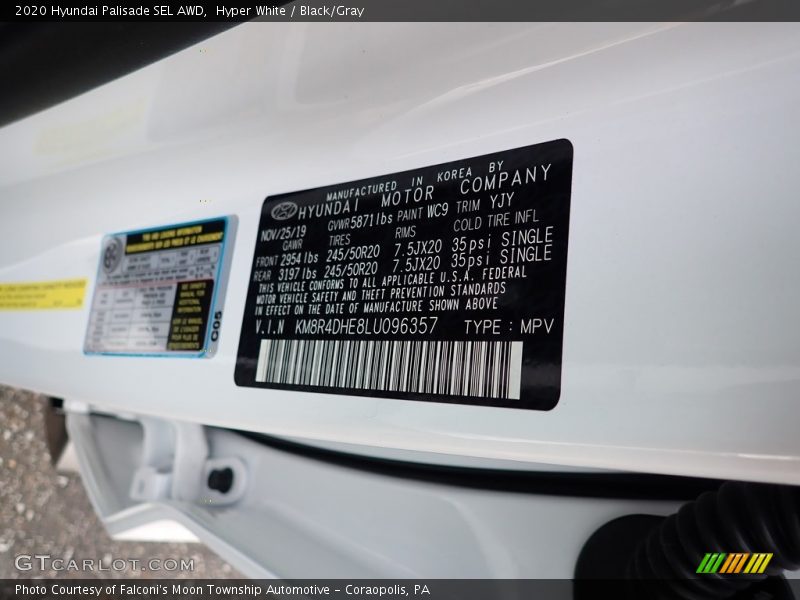 2020 Hyundai Palisade SEL AWD, Hyper White / Black/Gray
MANUFACTURED IN KOREA BY
HYUNDAI MOTOR COMPANY
NOV/25/19 GVWR 5871 lbs PAINT WC9 TRIM YJY
GAWR TIRES RIMS COLD TIRE INFL
FRONT 2954 lbs 245/50R20 7.5JX20 35psi SINGLE
REAR 3197 lbs 245/50R20 7.5JX20 35psi SINGLE
THIS VEHICLE CONFORMS TO ALL APPLICABLE U.S.A. FEDERAL
MOTOR VEHICLE SAFETY AND THEFT PREVENTION STANDARDS
IN EFFECT ON THE DATE OF MANUFACTURE SHOWN ABOVE
V.I.N KM8R4DHE8LU096357 TYPE : MPV
C05
GTCARLOT.COM
Photo Courtesy of Falconi's Moon Township Automotive - Coraopolis, PA